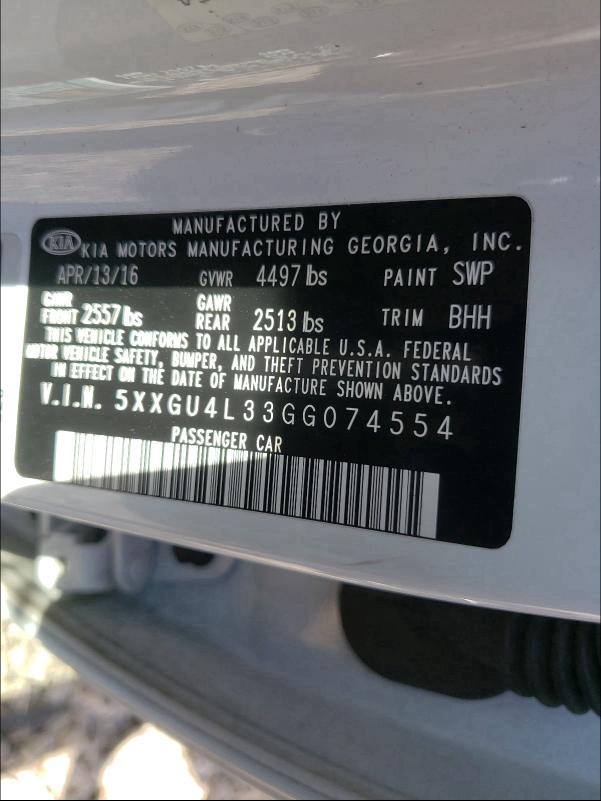 MANUFACTURED BY
KIA KIA MOTORS MANUFACTURING GEORGIA, INC.
APR/13/16 GVWR 4497 lbs PAINT SWP
GAWR FRONT 2557 lbs GAWR REAR 2513 lbs TRIM BHH
THIS VEHICLE CONFORMS TO ALL APPLICABLE U.S.A. FEDERAL
MOTOR VEHICLE SAFETY, BUMPER, AND THEFT PREVENTION STANDARDS
IN EFFECT ON THE DATE OF MANUFACTURE SHOWN ABOVE.
V.I.N. 5XXGU4L33GG074554
PASSENGER CAR